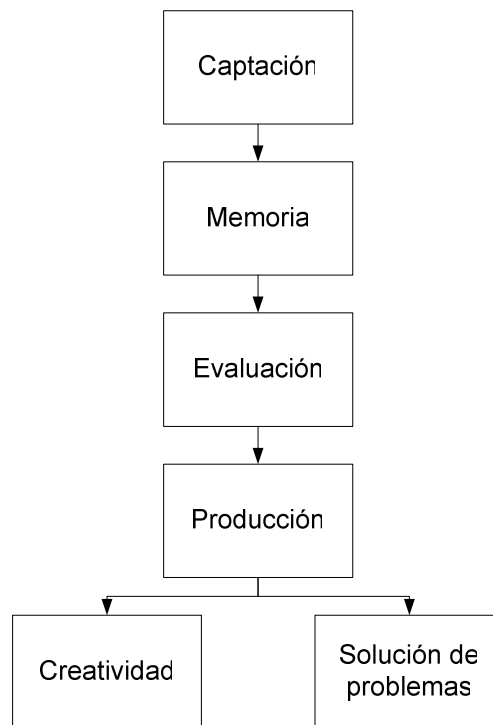 Captación
Memoria
Evaluación
Producción
Creatividad
Solución de
problemas